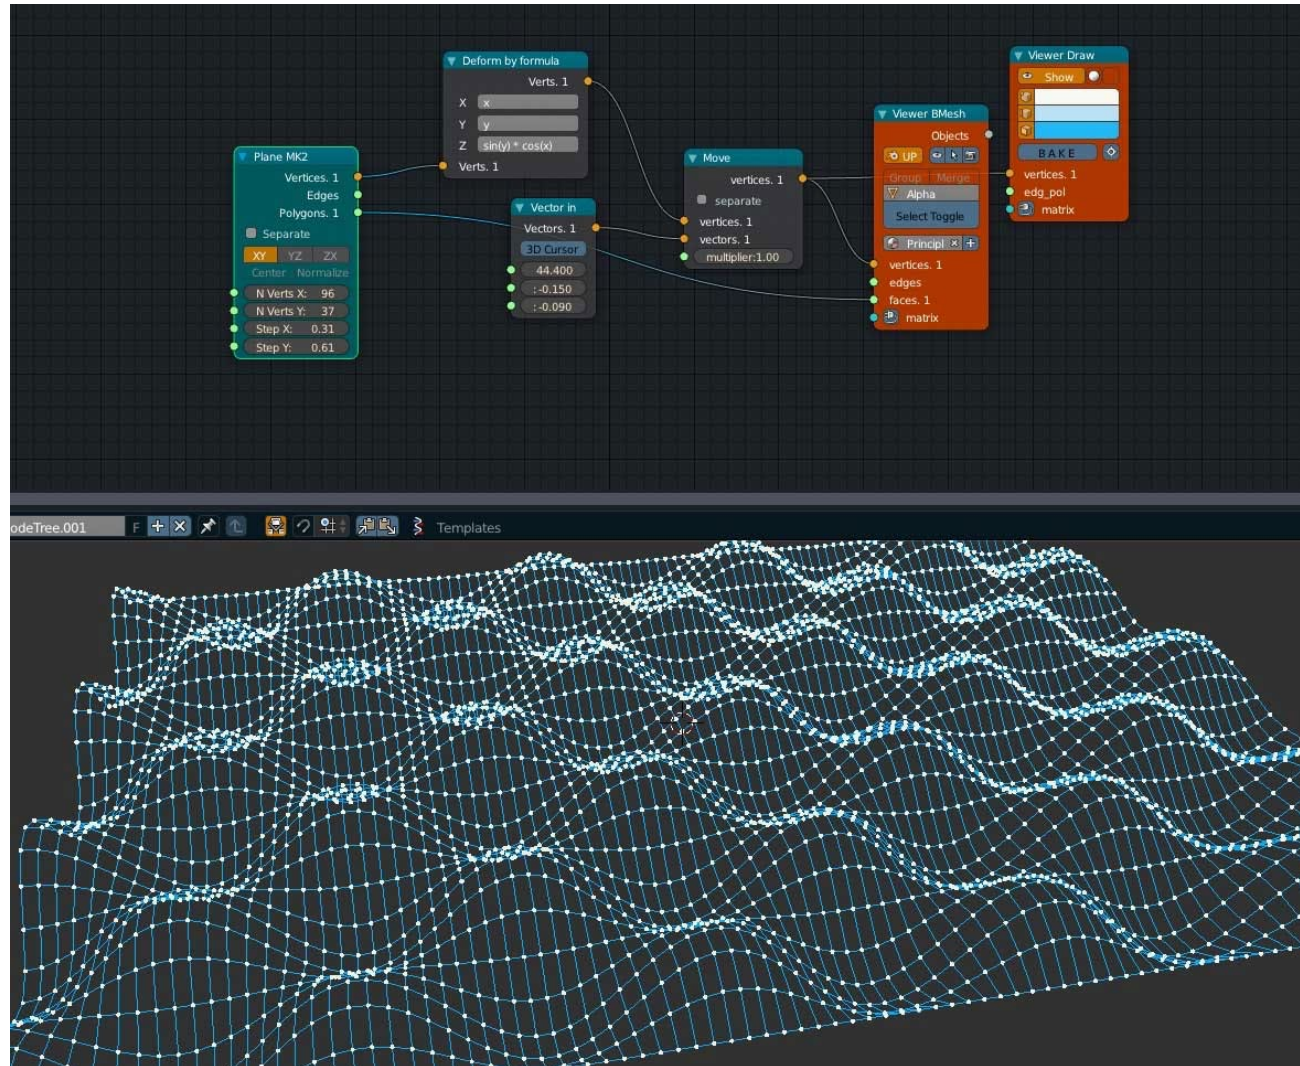 Plane MK2
Vertices. 1
Edges
Polygons. 1
Separate
XY YZ ZX
Center Normalize
N Verts X: 96
N Verts Y: 37
Step X: 0.31
Step Y: 0.61
Deform by formula
Verts. 1
X x
Y y
Z sin(y) * cos(x)
Verts. 1
Vector in
Vectors. 1
3D Cursor
44.400
: -0.150
: -0.090
Move
vertices. 1
separate
vertices. 1
vectors. 1
multiplier:1.00
Viewer BMesh
Objects
UP
Group Merge
Alpha
Select Toggle
Principl
vertices. 1
edges
faces. 1
matrix
Viewer Draw
Show
BAKE
vertices. 1
edg_pol
matrix
odeTree.001 F Templates